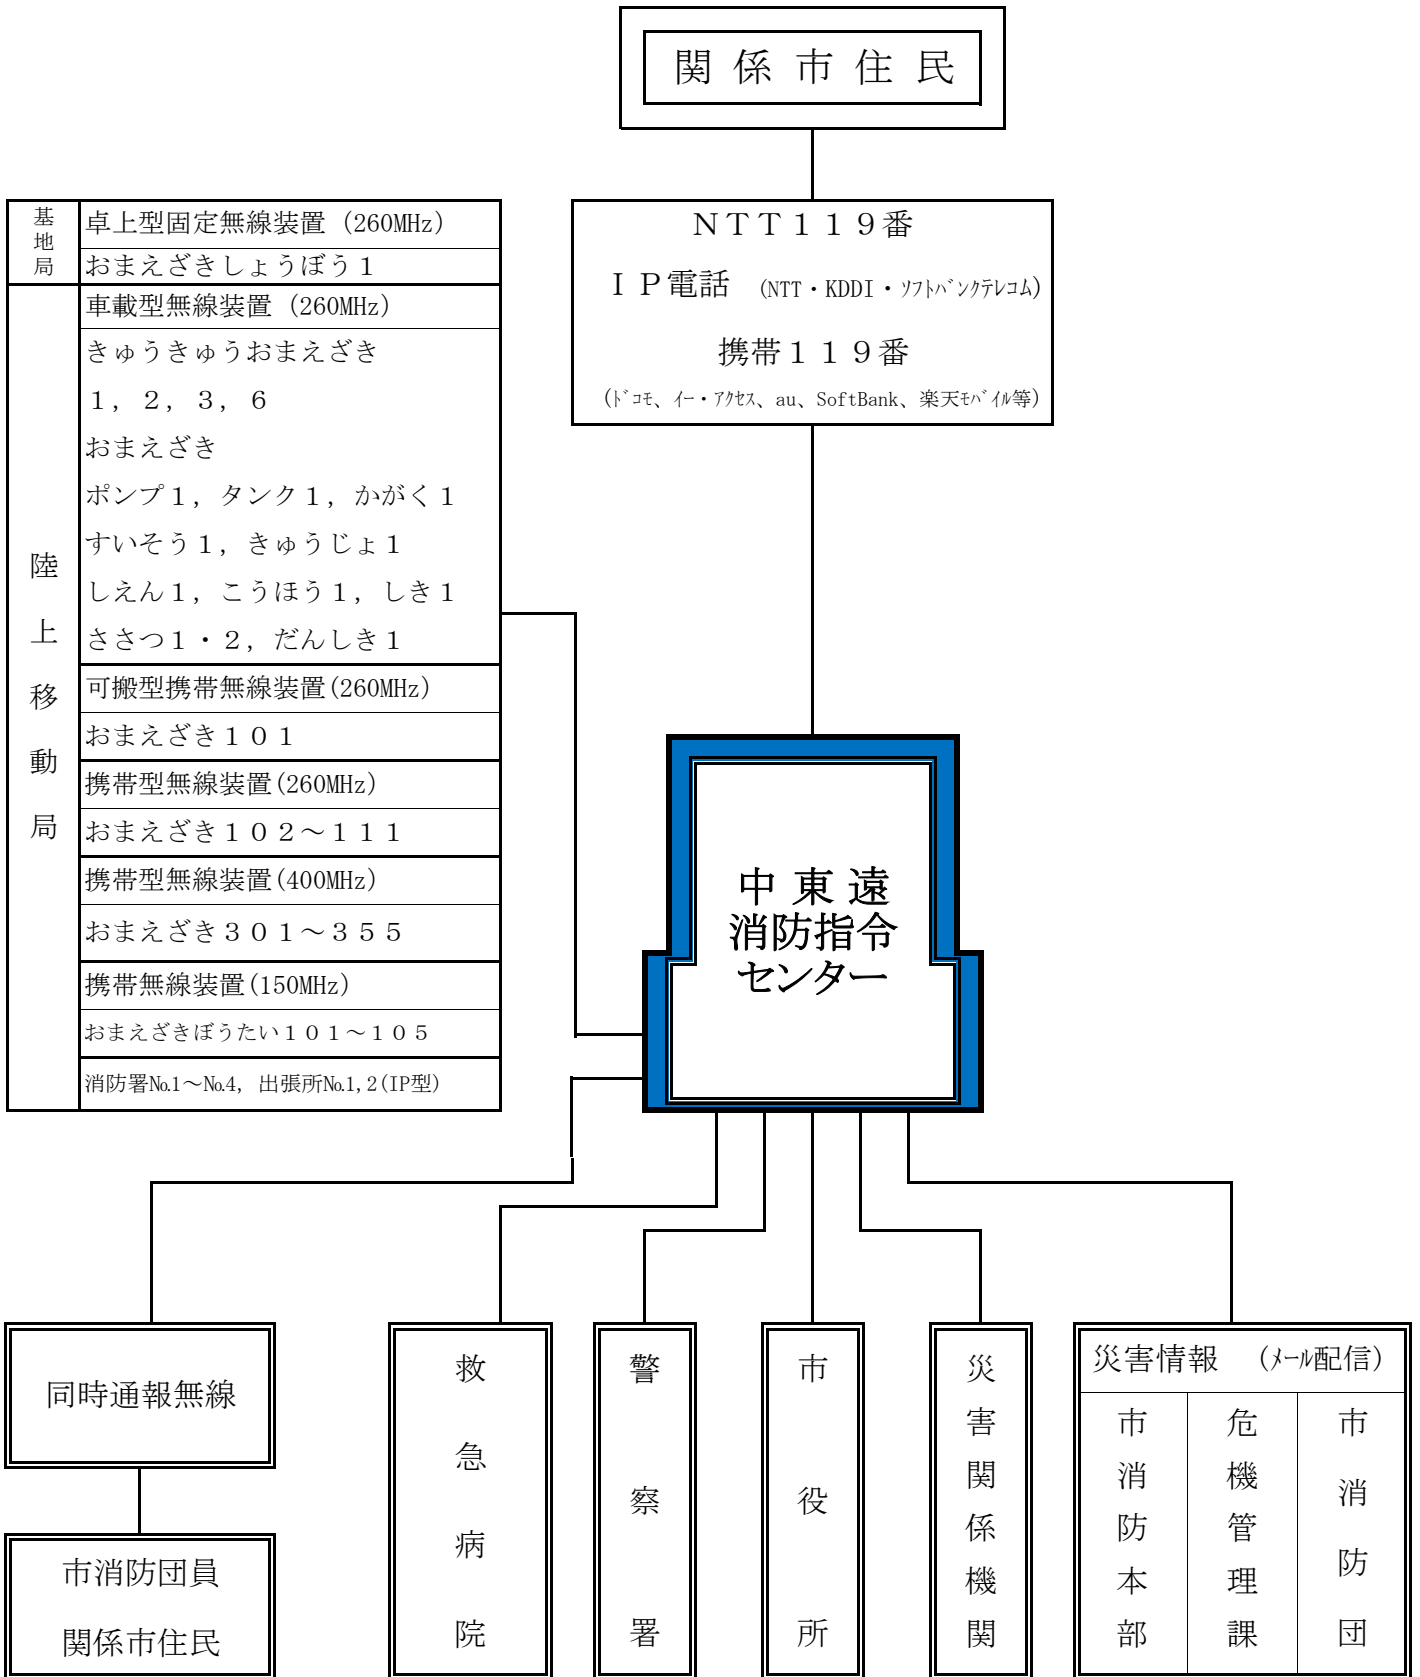 関係市住民
NTT119番
IP電話 (NTT・KDDI・ソフトバンクテレコム)
携帯119番
(ドコモ、イー・アクセス、au、SoftBank、楽天モバイル等)
基地局
卓上型固定無線装置 (260MHz)
おまえざきしょうぼう1
陸上移動局
車載型無線装置 (260MHz)
きゅうきゅうおまえざき
1, 2, 3, 6
おまえざき
ポンプ1, タンク1, かがく1
すいそう1, きゅうじょ1
しえん1, こうほう1, しき1
ささつ1・2, だんしき1
可搬型携帯無線装置(260MHz)
おまえざき101
携帯型無線装置(260MHz)
おまえざき102～111
携帯型無線装置(400MHz)
おまえざき301～355
携帯無線装置(150MHz)
おまえざきぼうたい101～105
消防署№1～№4, 出張所№1,2(IP型)
中東遠
消防指令
センター
同時通報無線
市消防団員
関係市住民
救急病院
警察署
市役所
災害関係機関
災害情報 (メール配信)
市消防本部
危機管理課
市消防団